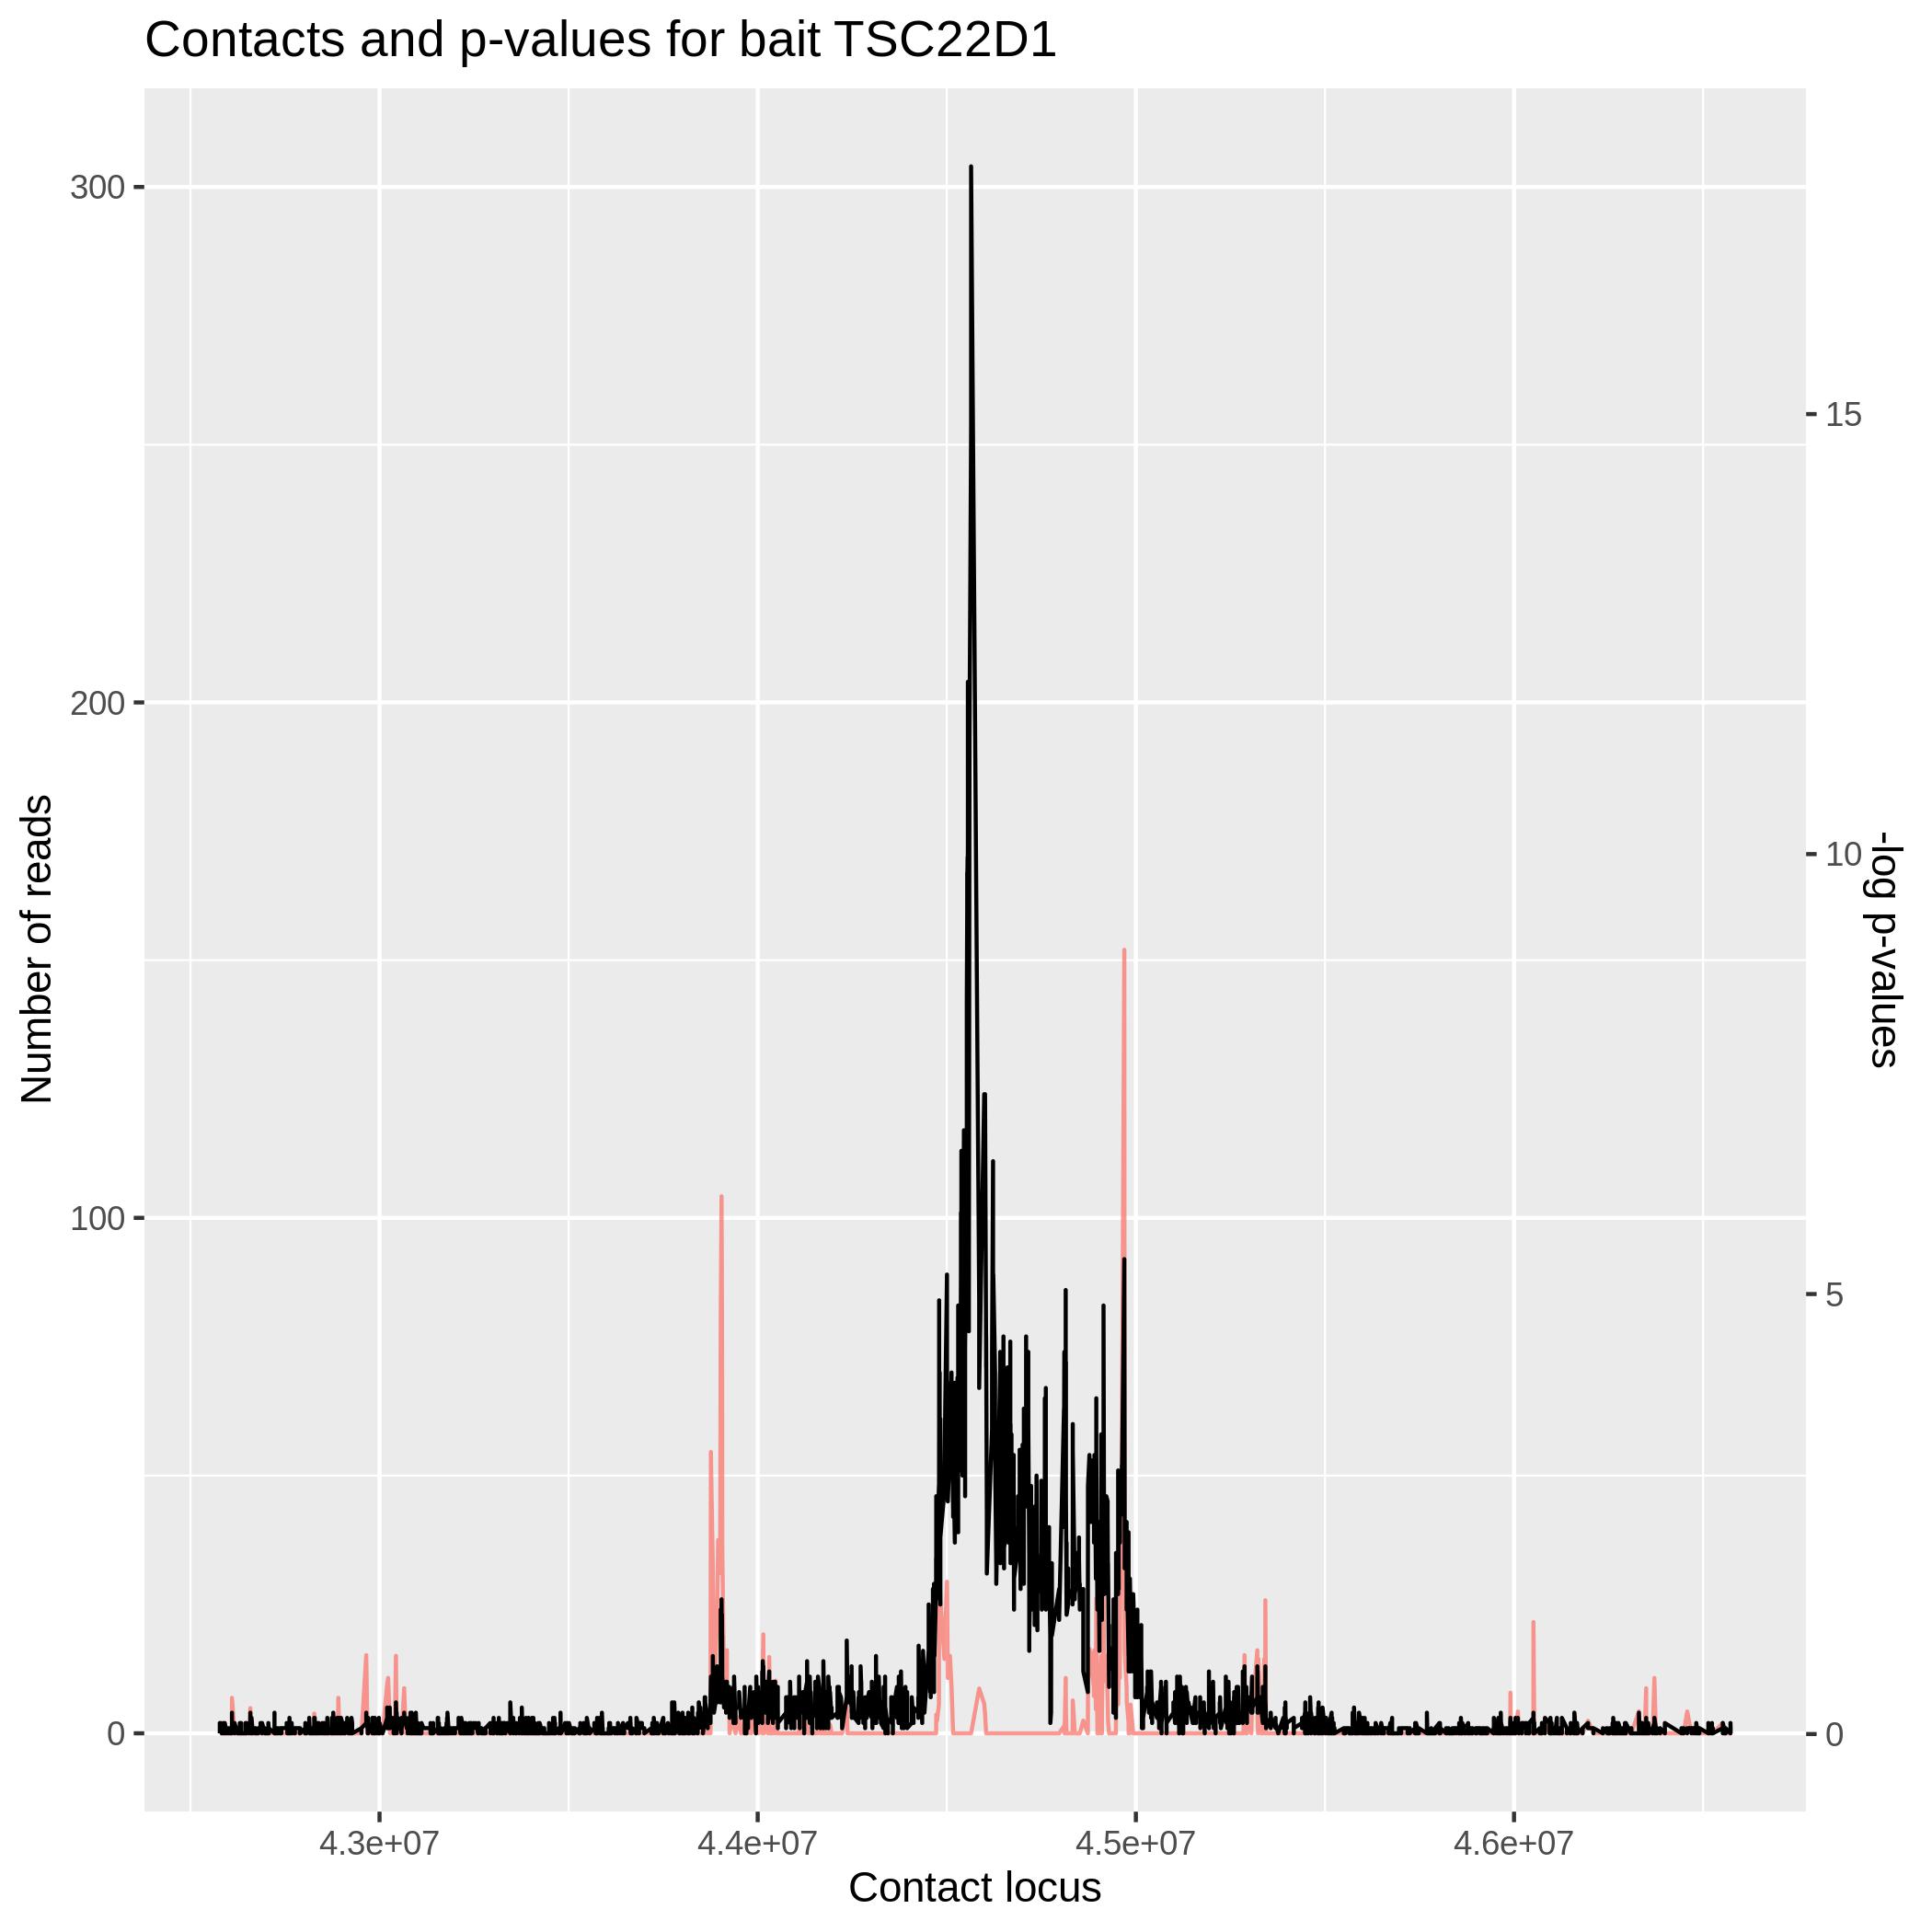 Contacts and p-values for bait TSC22D1
Number of reads
300
200
100
0
15
10
5
0
-log p-values
4.3e+07 4.4e+07 4.5e+07 4.6e+07
Contact locus